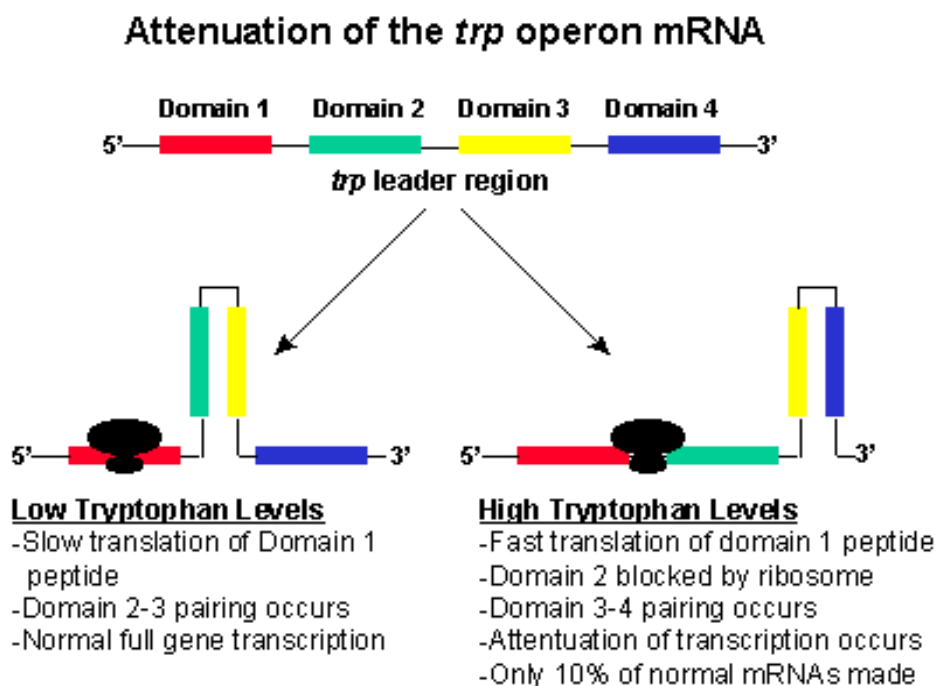 Attenuation of the trp operon mRNA
Domain 1 Domain 2 Domain 3 Domain 4
5' 3'
trp leader region
5' 3' 5' 3'
Low Tryptophan Levels
-Slow translation of Domain 1
peptide
-Domain 2-3 pairing occurs
-Normal full gene transcription
High Tryptophan Levels
-Fast translation of domain 1 peptide
-Domain 2 blocked by ribosome
-Domain 3-4 pairing occurs
-Attentuation of transcription occurs
-Only 10% of normal mRNAs made